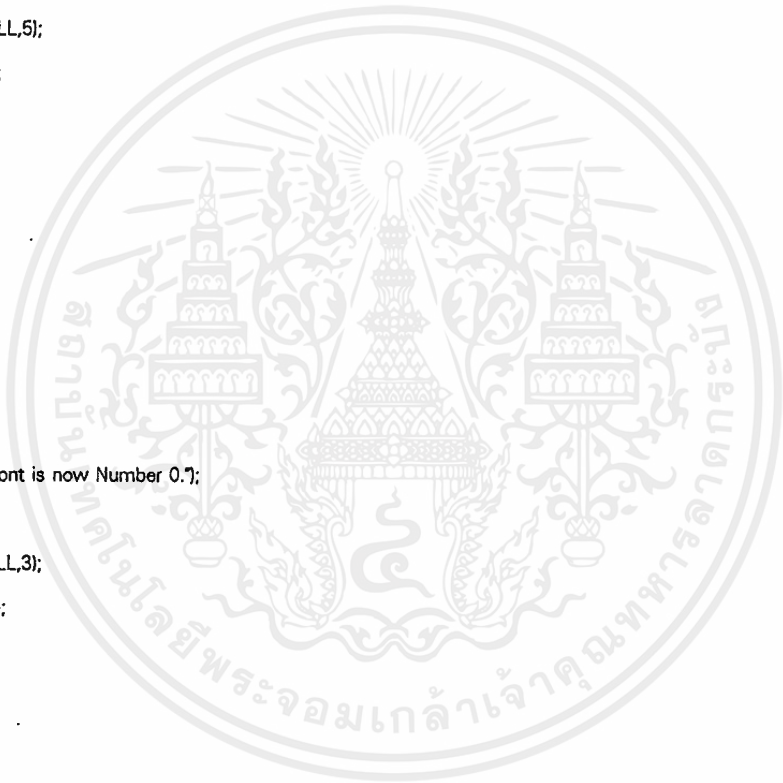 LL,5);
;
ont is now Number 0.");
LL,3);
;
สถาบันเทคโนโลยีพระจอมเกล้าเจ้าคุณทหารลาดกระบัง